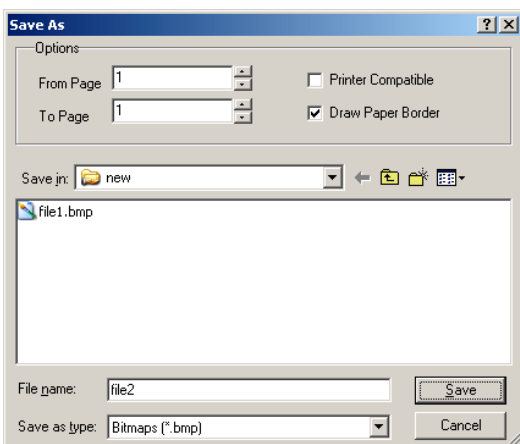 Save As
Options
From Page 1
Printer Compatible
To Page 1
Draw Paper Border
Save in: new
file1.bmp
File name: file2
Save
Save as type: Bitmaps (*.bmp)
Cancel